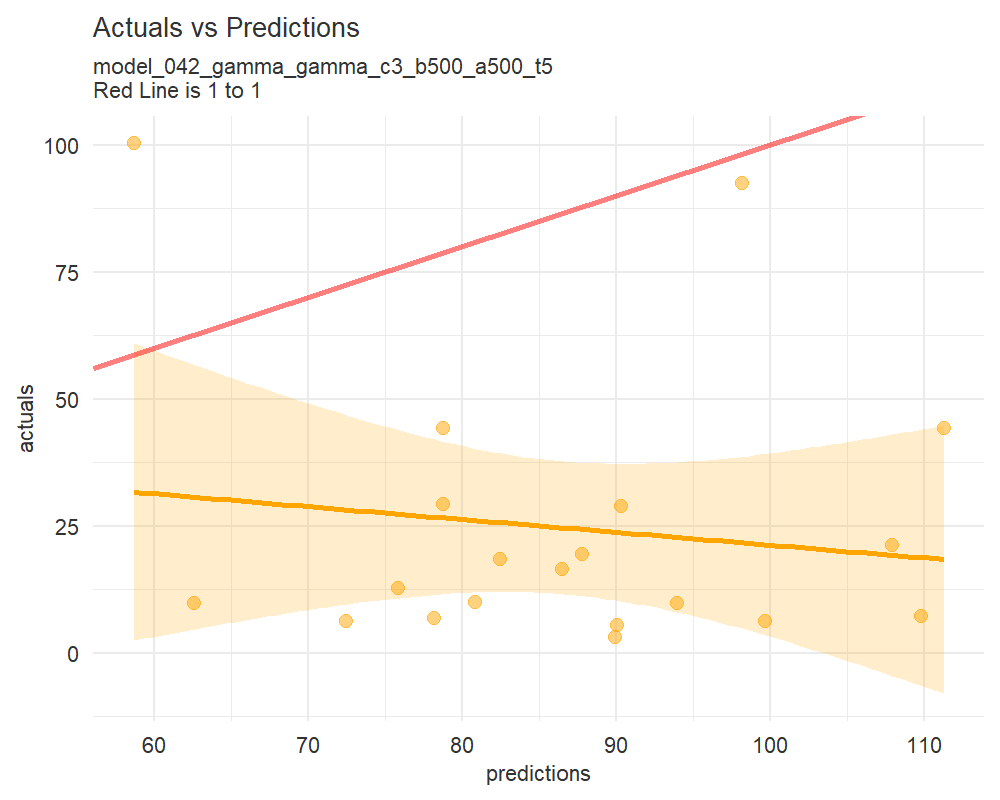 Actuals vs Predictions
model_042_gamma_gamma_c3_b500_a500_t5
Red Line is 1 to 1
100
75
50
25
0
actuals
60 70 80 90 100 110
predictions